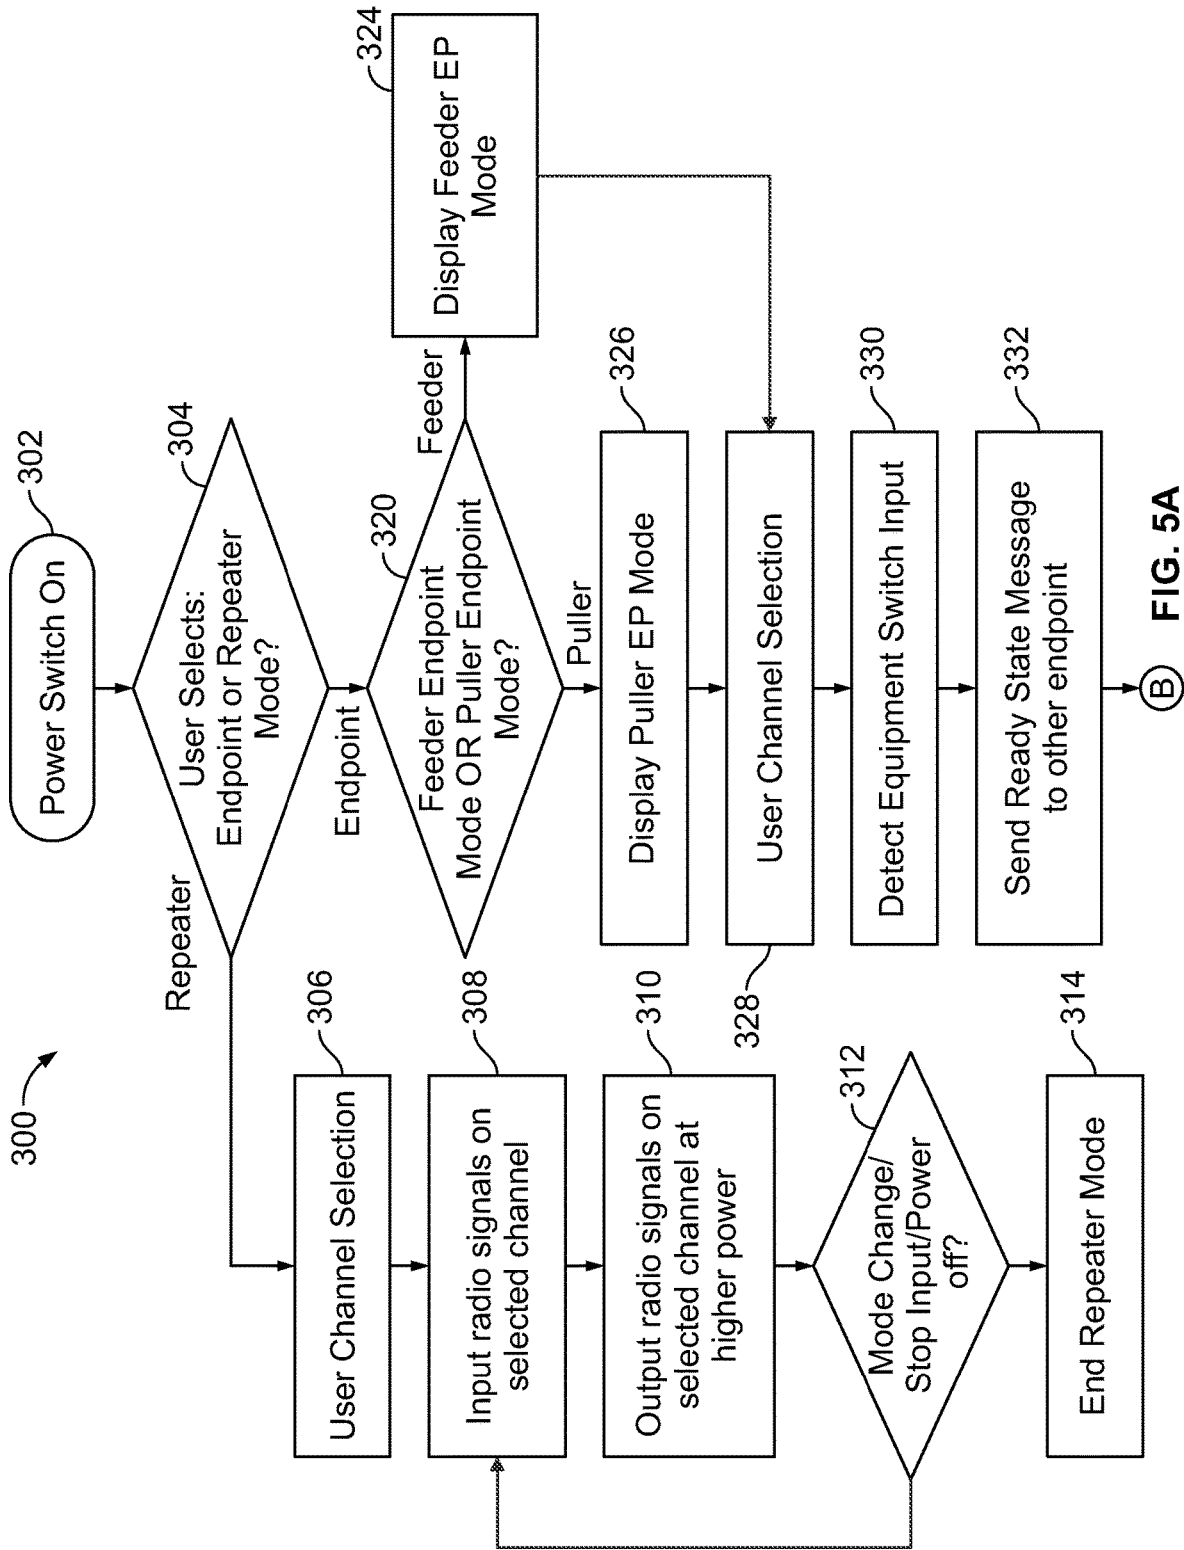 300
Power Switch On
302
User Selects:
Endpoint or Repeater
Mode?
304
Repeater
Endpoint
User Channel Selection
306
Input radio signals on
selected channel
308
Output radio signals on
selected channel at
higher power
310
Mode Change/
Stop Input/Power
off?
312
End Repeater Mode
314
Feeder Endpoint
Mode OR Puller Endpoint
Mode?
320
Feeder
Puller
Display Feeder EP
Mode
324
Display Puller EP Mode
326
User Channel Selection
328
Detect Equipment Switch Input
330
Send Ready State Message
to other endpoint
332
B
FIG. 5A